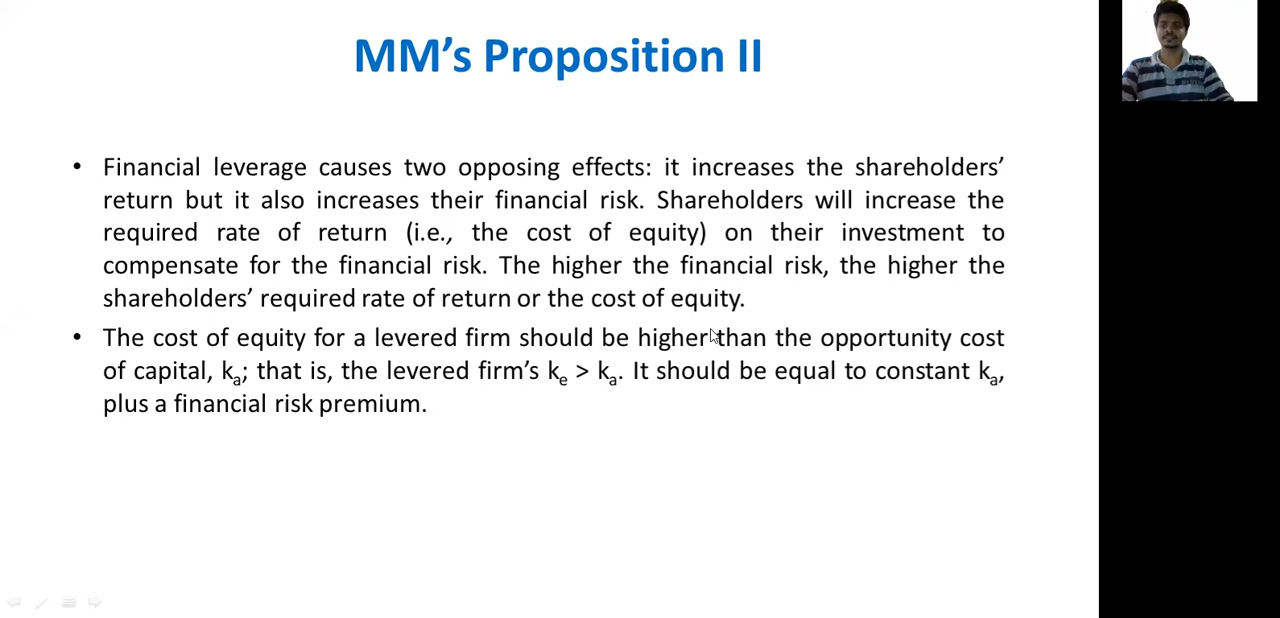 MM’s Proposition II
• Financial leverage causes two opposing effects: it increases the shareholders’
return but it also increases their financial risk. Shareholders will increase the
required rate of return (i.e., the cost of equity) on their investment to
compensate for the financial risk. The higher the financial risk, the higher the
shareholders’ required rate of return or the cost of equity.
• The cost of equity for a levered firm should be higher than the opportunity cost
of capital, kₐ; that is, the levered firm’s kₑ > kₐ. It should be equal to constant kₐ,
plus a financial risk premium.